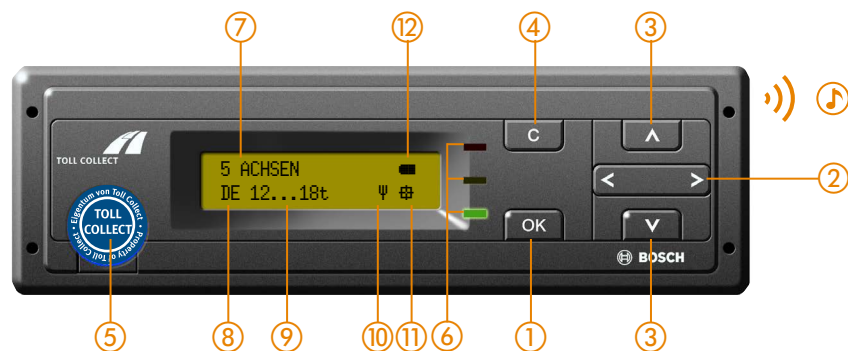 7
12
4
3
C
TOLL COLLECT
5 ACHSEN
DE 12...18t
2
Eigentum von Toll Collect • Property of Toll Collect •
TOLL
COLLECT
OK
BOSCH
5
8
9
10
11
6
1
3